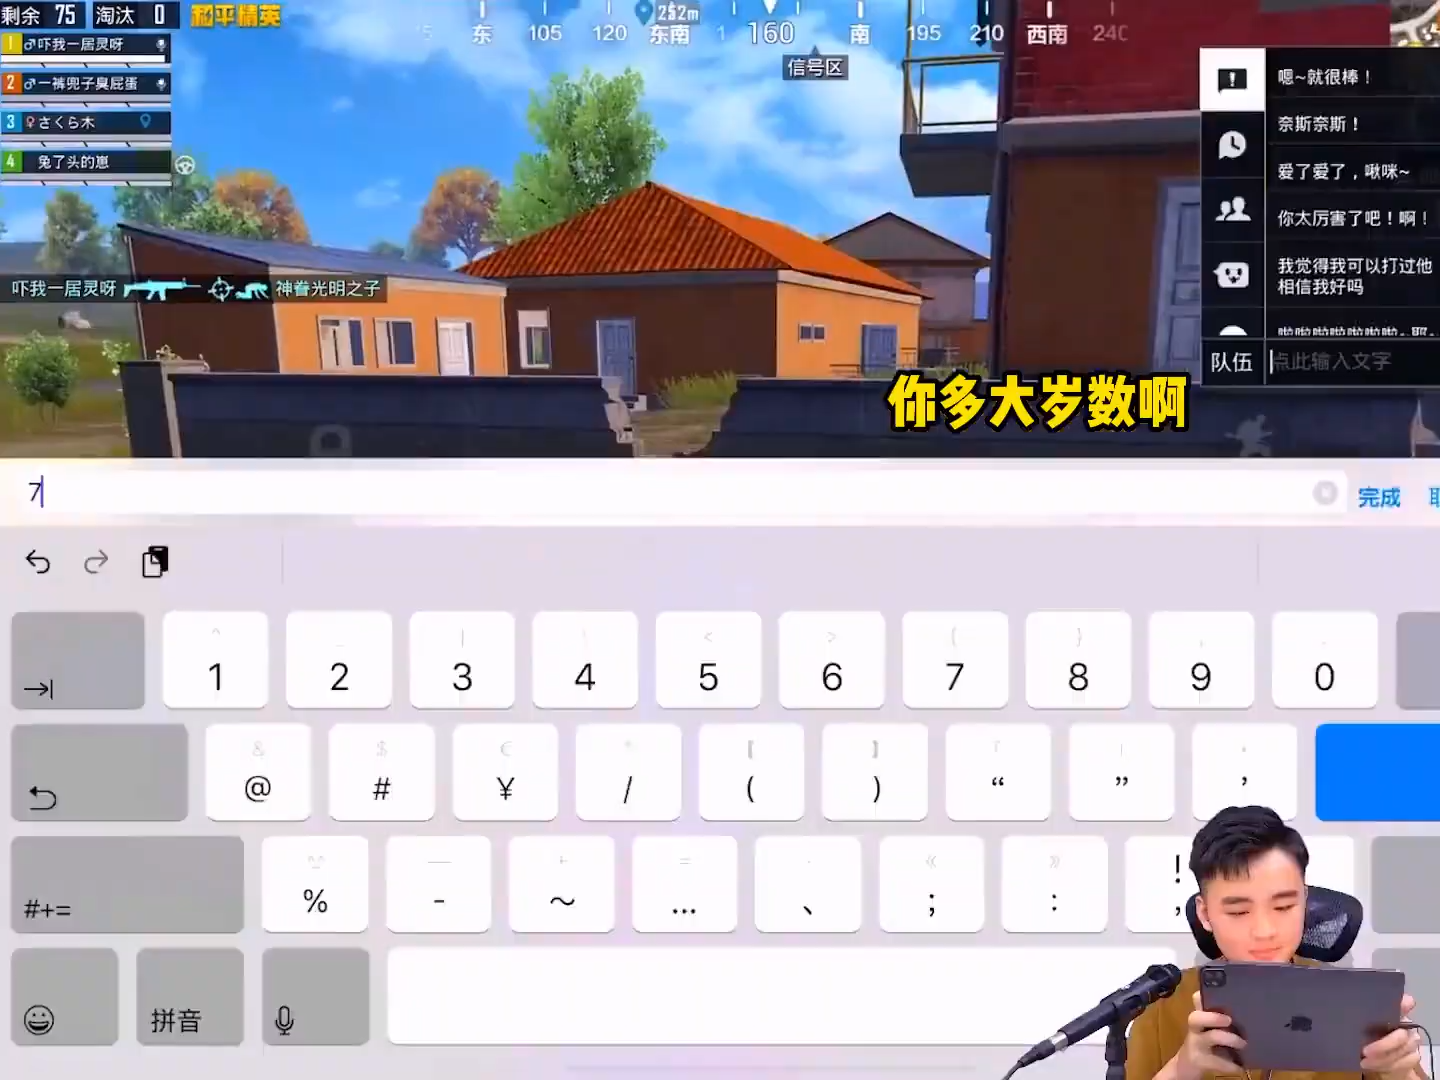 剩余 75 淘汰 0 和平精英
1 ♂吓我一居灵呀
2 ♂一裤兜子臭屁蛋
3 ♀さくら木
4 兔了头的崽
252m
东 105 120 东南 160 南 195 210 西南 240
信号区
吓我一居灵呀 神眷光明之子
嗯~就很棒！
奈斯奈斯！
爱了爱了，啾咪~
你太厉害了吧！啊！
我觉得我可以打过他
相信我好吗
队伍 点此输入文字
你多大岁数啊
7 完成
^ | \ < > { } , .
1 2 3 4 5 6 7 8 9 0
& $ € * [ ]
@ # ¥ / ( ) “ ” ’
^^ — + = · « »
% - ～ … 、 ; : !
#+=
拼音